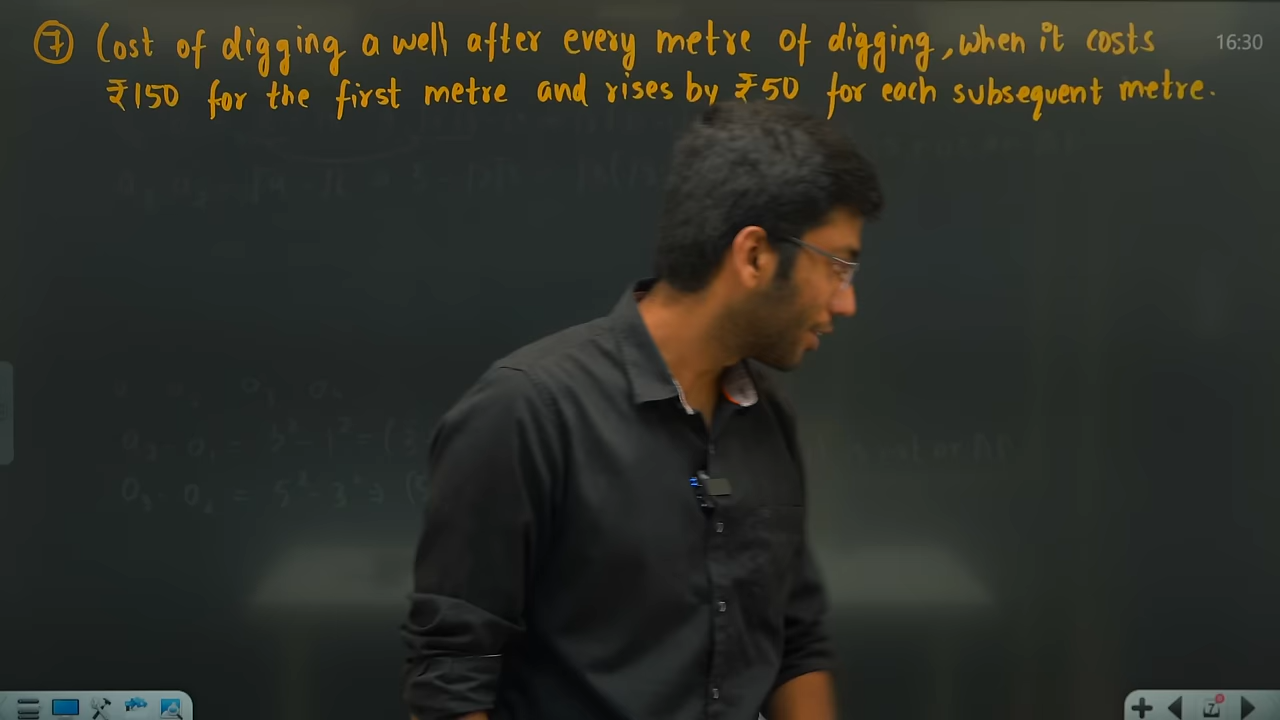 ⑦ Cost of digging a well after every metre of digging, when it costs 16:30
₹150 for the first metre and rises by ₹50 for each subsequent metre.